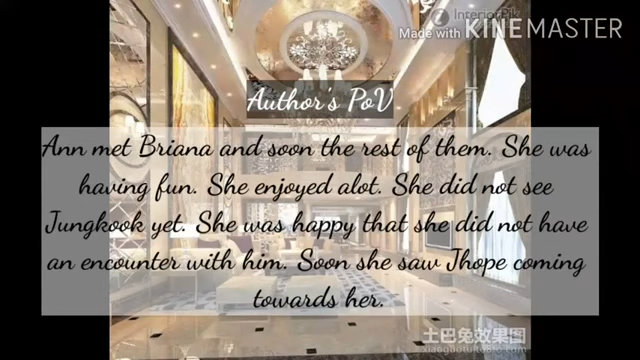 InteriorPik
Made with KINEMASTER
Author's PoV
Ann met Briana and soon the rest of them. She was
having fun. She enjoyed alot. She did not see
Jungkook yet. She was happy that she did not have
an encounter with him. Soon she saw Jhope coming
towards her.
土巴兔效果图